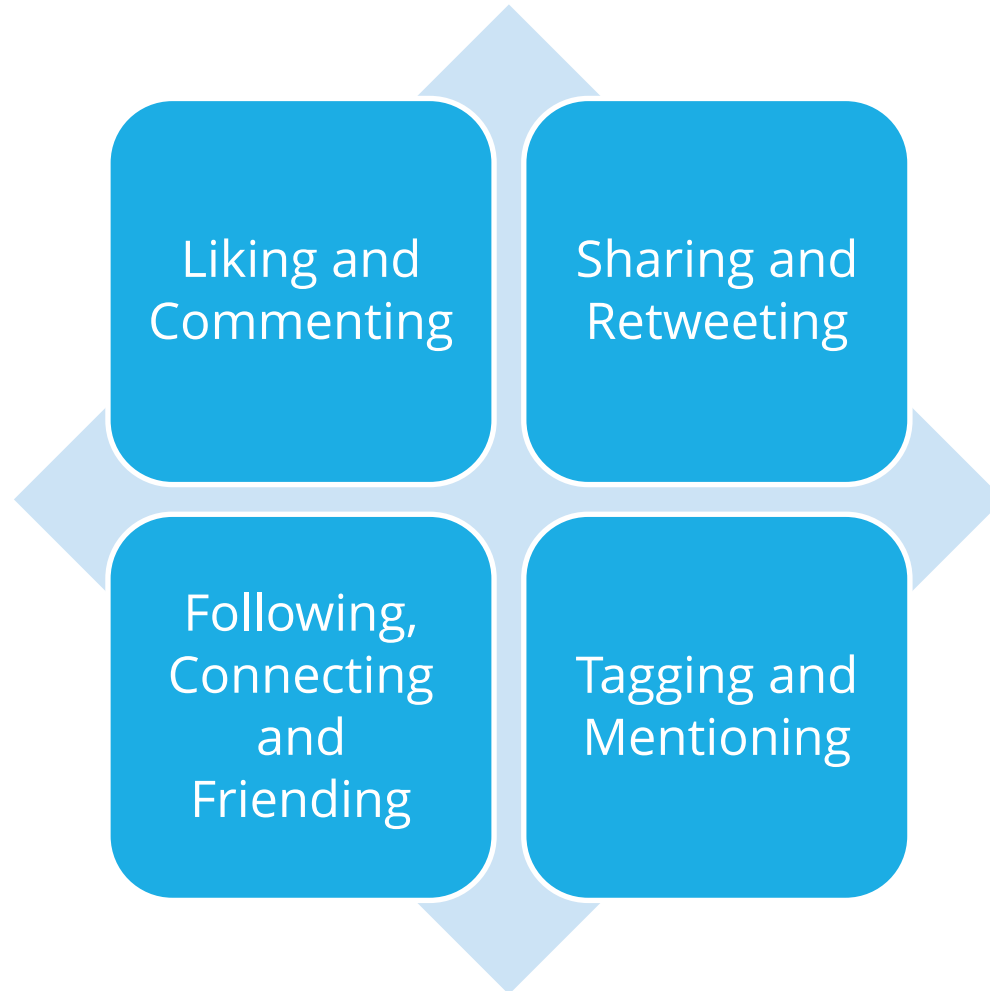 Liking and
Commenting
Sharing and
Retweeting
Following,
Connecting
and
Friending
Tagging and
Mentioning